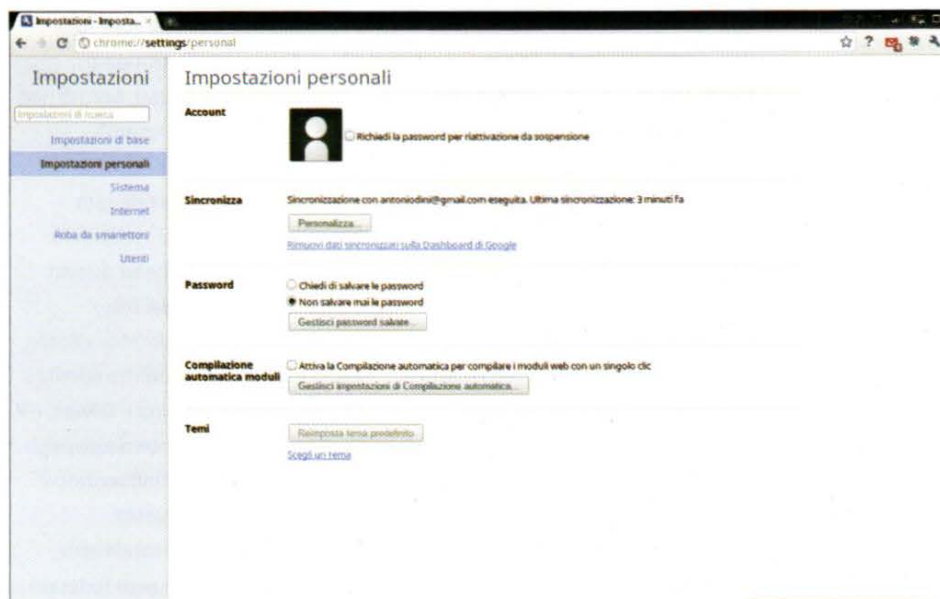 Impostazioni - Imposta...
chrome://settings/personal
Impostazioni
Impostazioni di ricerca
Impostazioni di base
Impostazioni personali
Sistema
Internet
Roba da smanettoni
Utenti
Impostazioni personali
Account
Richiedi la password per riattivazione da sospensione
Sincronizza
Sincronizzazione con antoniodini@gmail.com eseguita. Ultima sincronizzazione: 3 minuti fa
Personalizza...
Rimuovi dati sincronizzati sulla Dashboard di Google
Password
Chiedi di salvare le password
Non salvare mai le password
Gestisci password salvate...
Compilazione
automatica moduli
Attiva la Compilazione automatica per compilare i moduli web con un singolo clic
Gestisci impostazioni di Compilazione automatica...
Temi
Reimposta tema predefinito
Scegli un tema